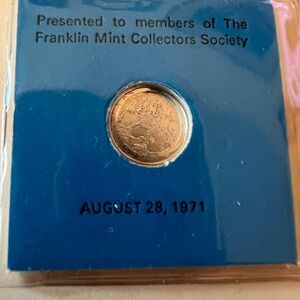 Presented to members of The
Franklin Mint Collectors Society
AUGUST 28, 1971